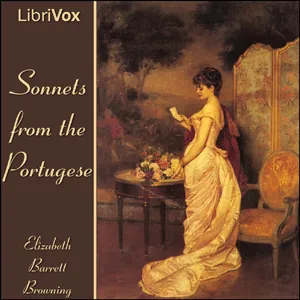 LibriVox
Sonnets
from the
Portugese
Elizabeth
Barrett
Browning